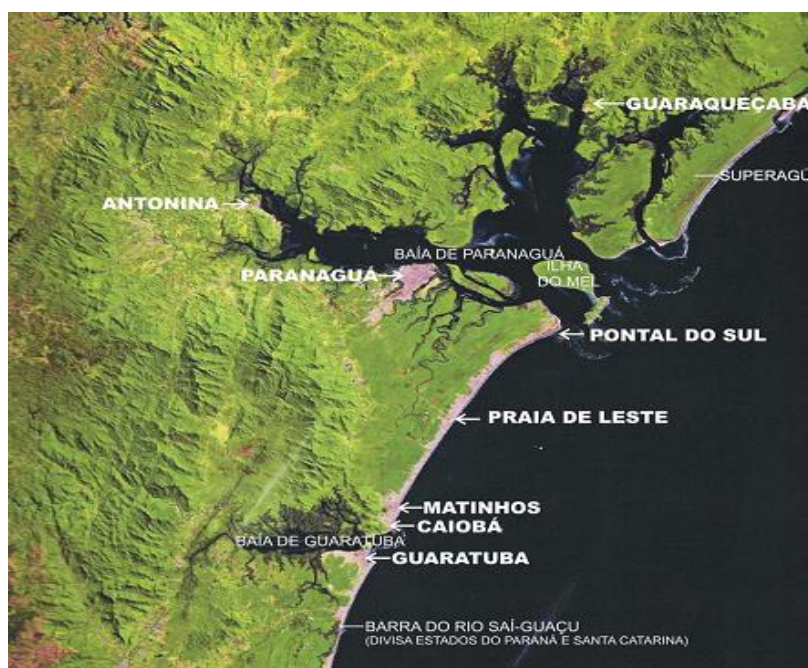 GUARAQUEÇABA
SUPERAGÜ
ANTONINA
BAÍA DE PARANAGUÁ
ILHA
DO MEL
PARANAGUÁ
PONTAL DO SUL
PRAIA DE LESTE
MATINHOS
CAIOBÁ
BAÍA DE GUARATUBA
GUARATUBA
BARRA DO RIO SAÍ-GUAÇU
(DIVISA ESTADOS DO PARANÁ E SANTA CATARINA)